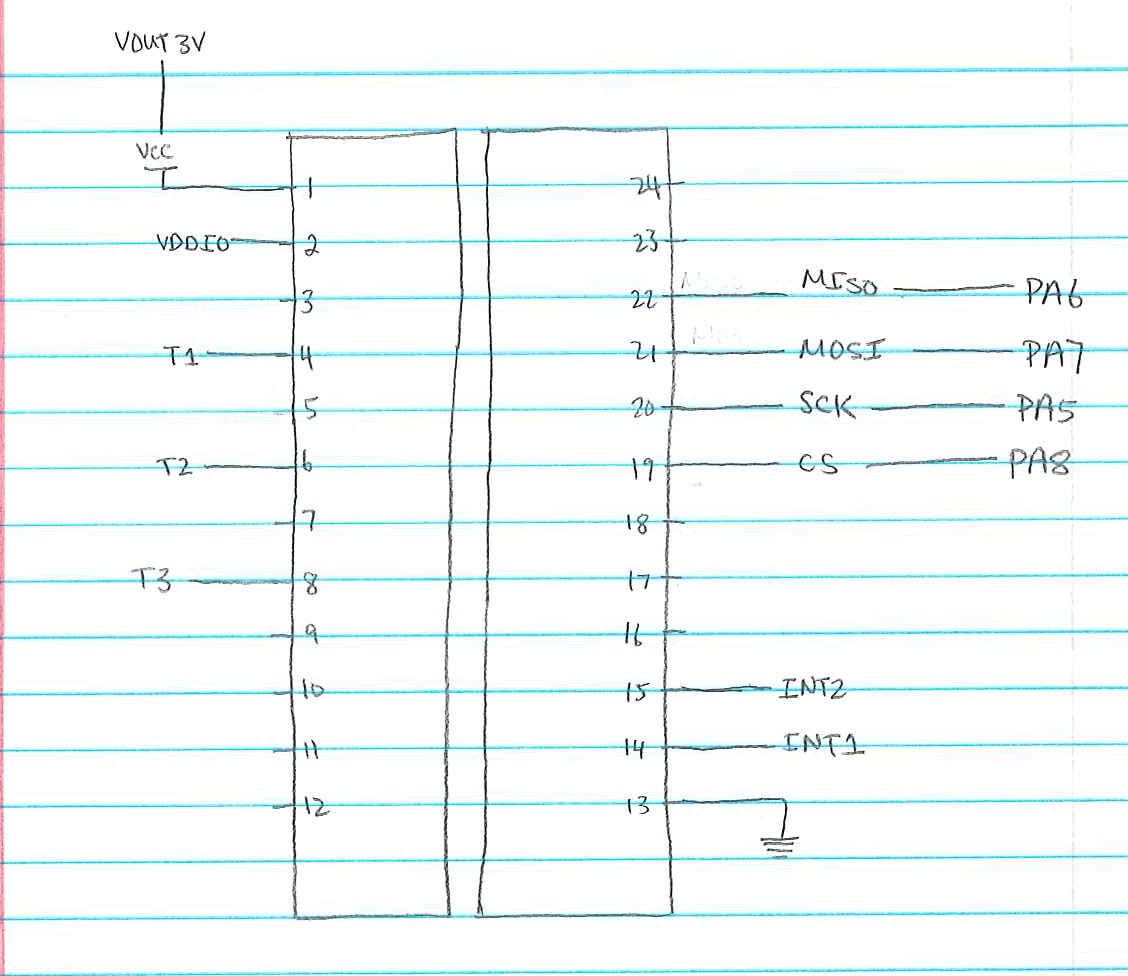 VOUT 3V
VCC
1 24
VDDIO 2 23
3 22 MISO PA6
T1 4 21 MOSI PA7
5 20 SCK PA5
T2 6 19 CS PA8
7 18
T3 8 17
9 16
10 15 INT2
11 14 INT1
12 13